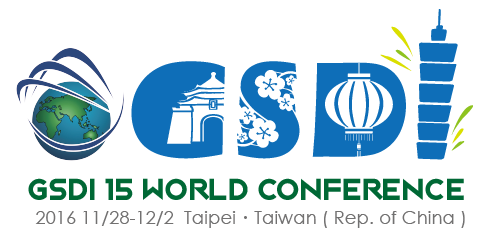 GSDI
GSDI 15 WORLD CONFERENCE
2016 11/28-12/2 Taipei・Taiwan ( Rep. of China )